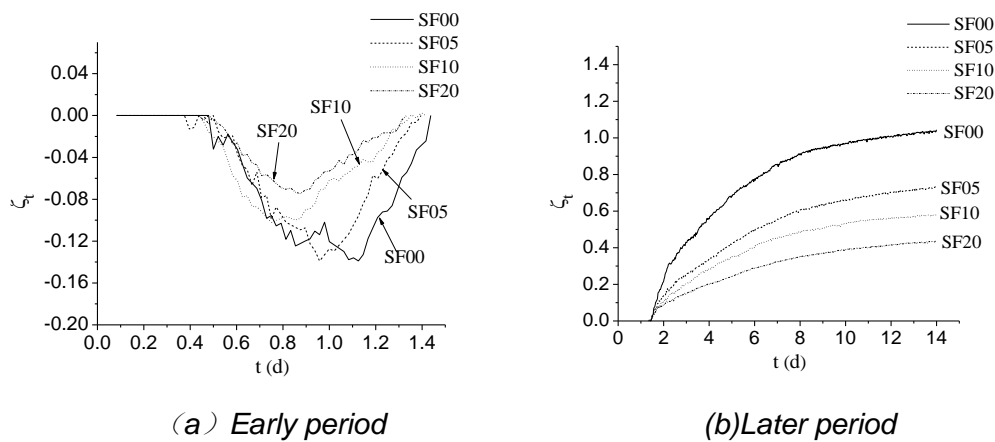 SF00
SF05
SF10
SF20
0.04
0.00
-0.04
-0.08
-0.12
-0.16
-0.20
ζt
SF20
SF10
SF05
SF00
0.0 0.2 0.4 0.6 0.8 1.0 1.2 1.4
t (d)
(a) Early period
SF00
SF05
SF10
SF20
1.4
1.2
1.0
0.8
0.6
0.4
0.2
0.0
ζt
SF00
SF05
SF10
SF20
0 2 4 6 8 10 12 14
t (d)
(b)Later period